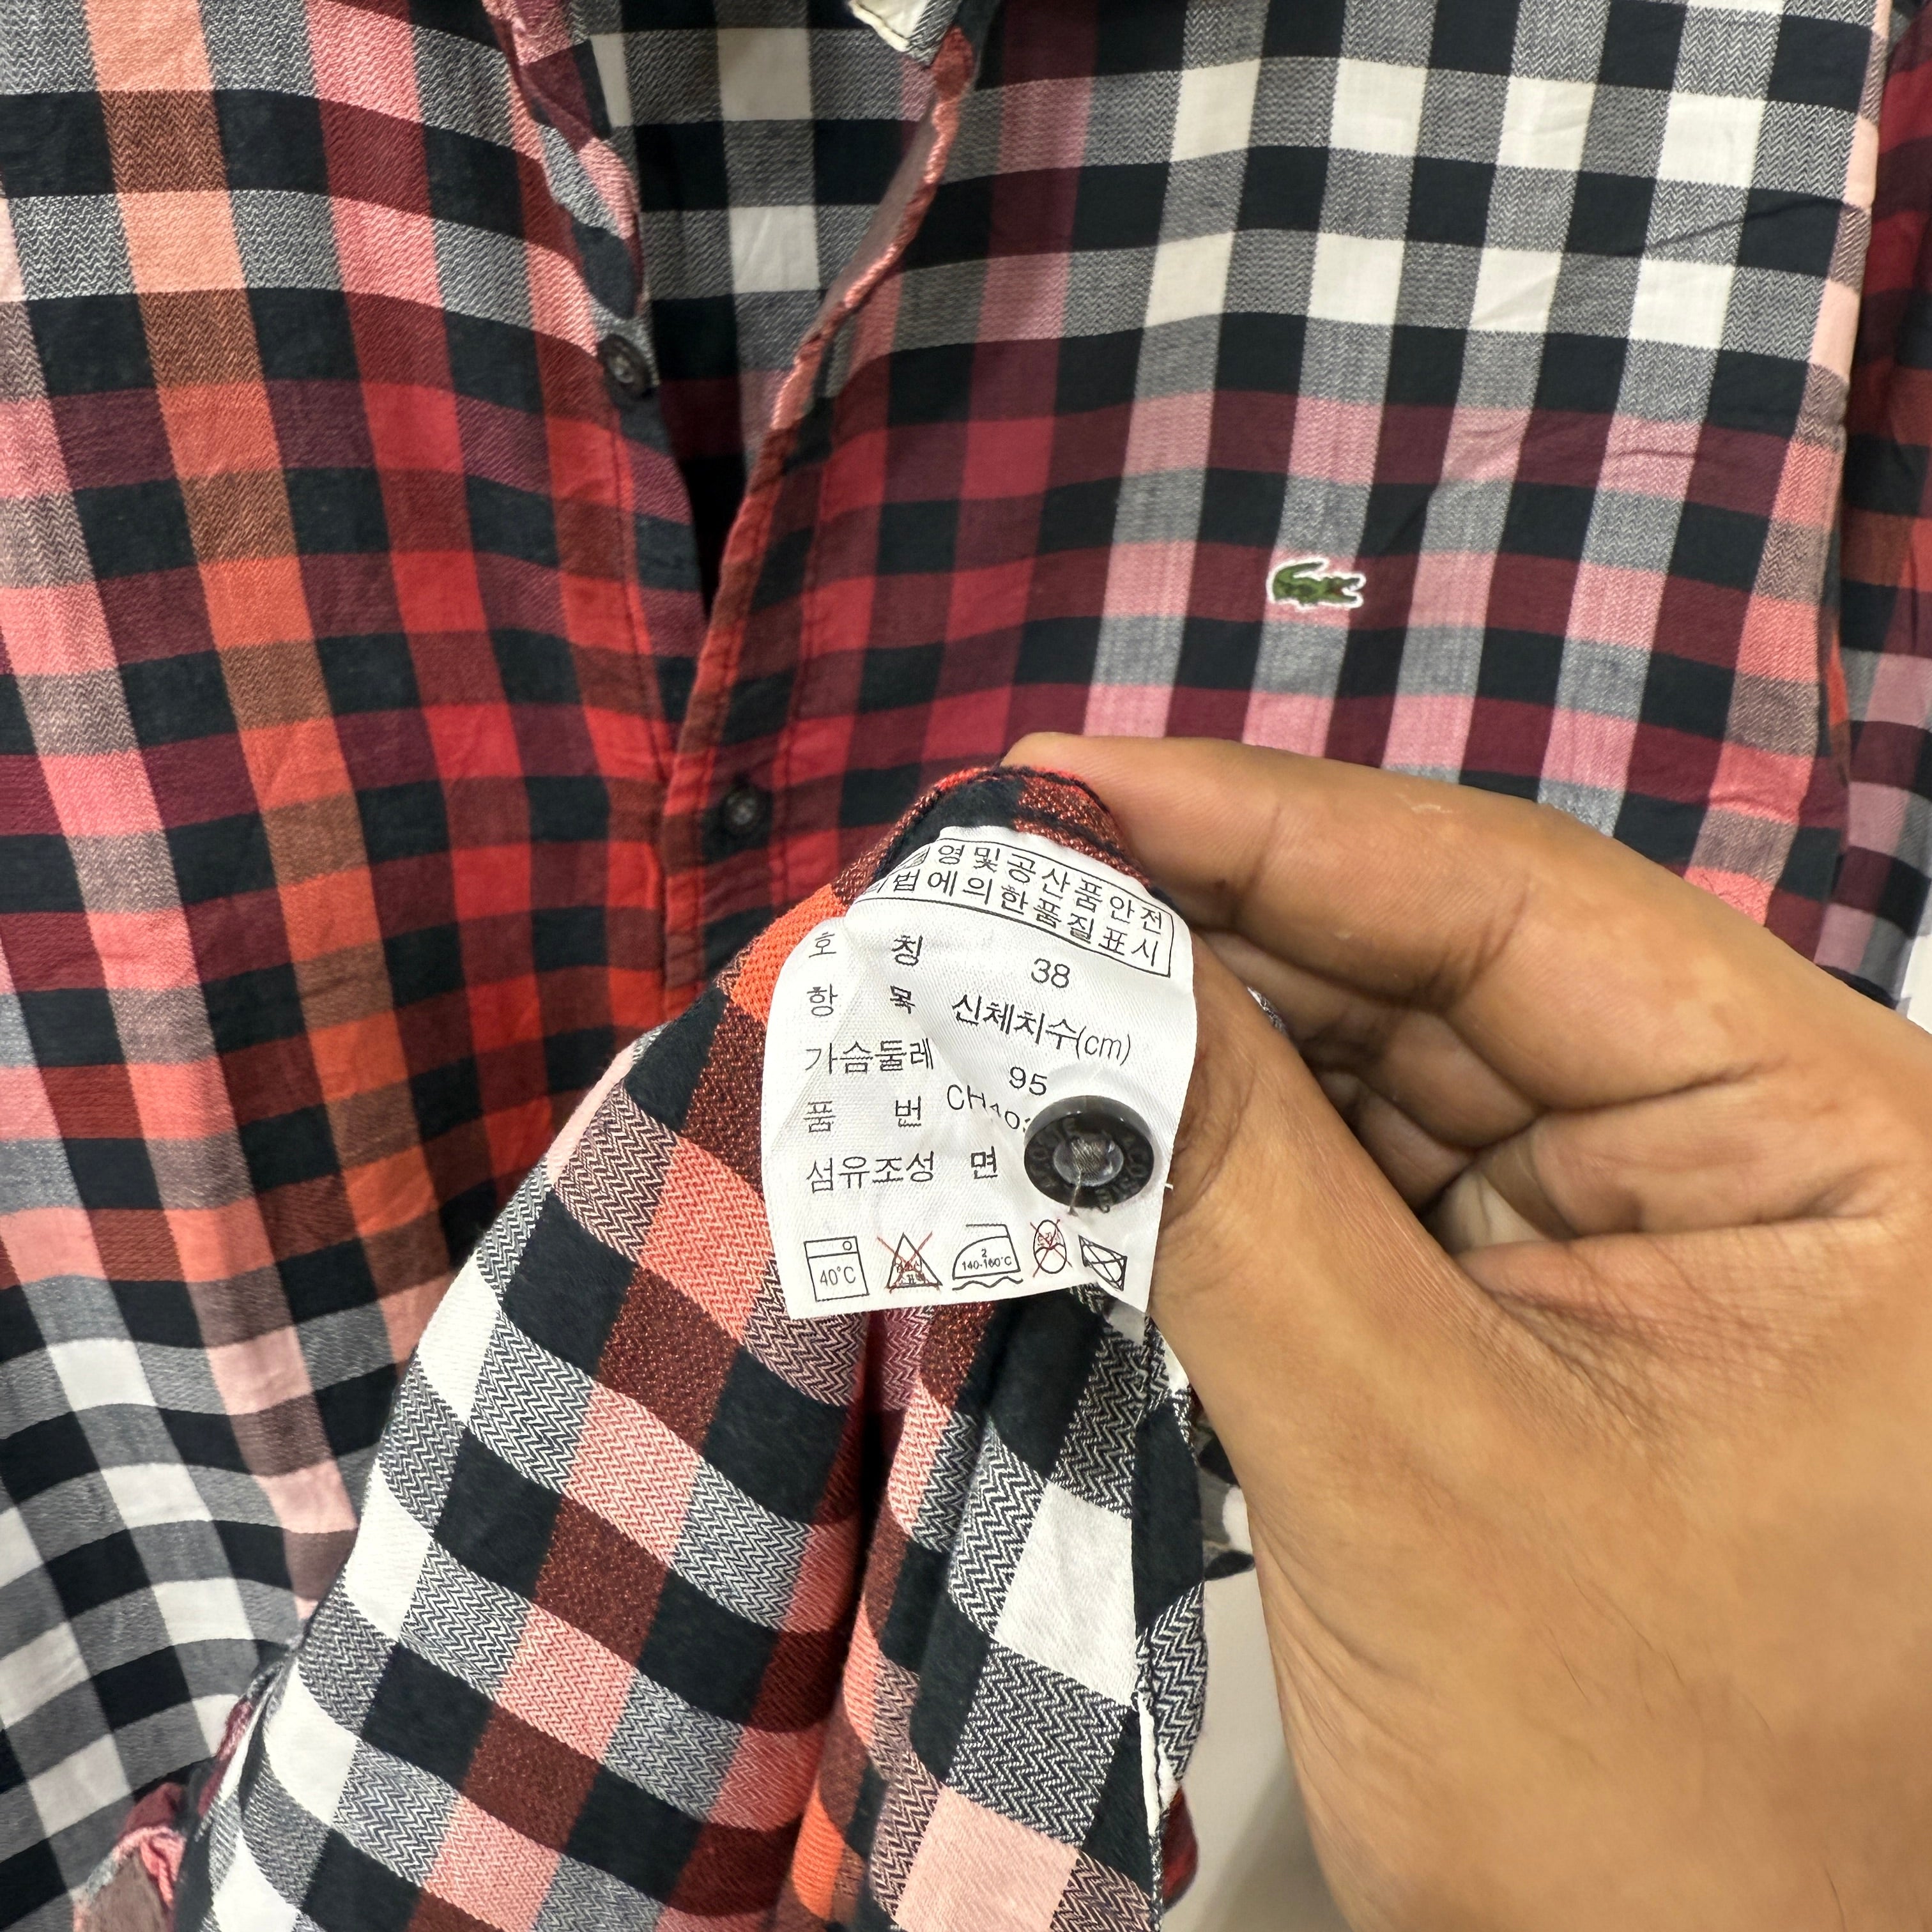 영및공산품안전
법에의한품질표시
호 칭 38
항 목 신체치수(cm)
가슴둘레 95
품 번
섬유조성 면
40°C
2
140-160°C